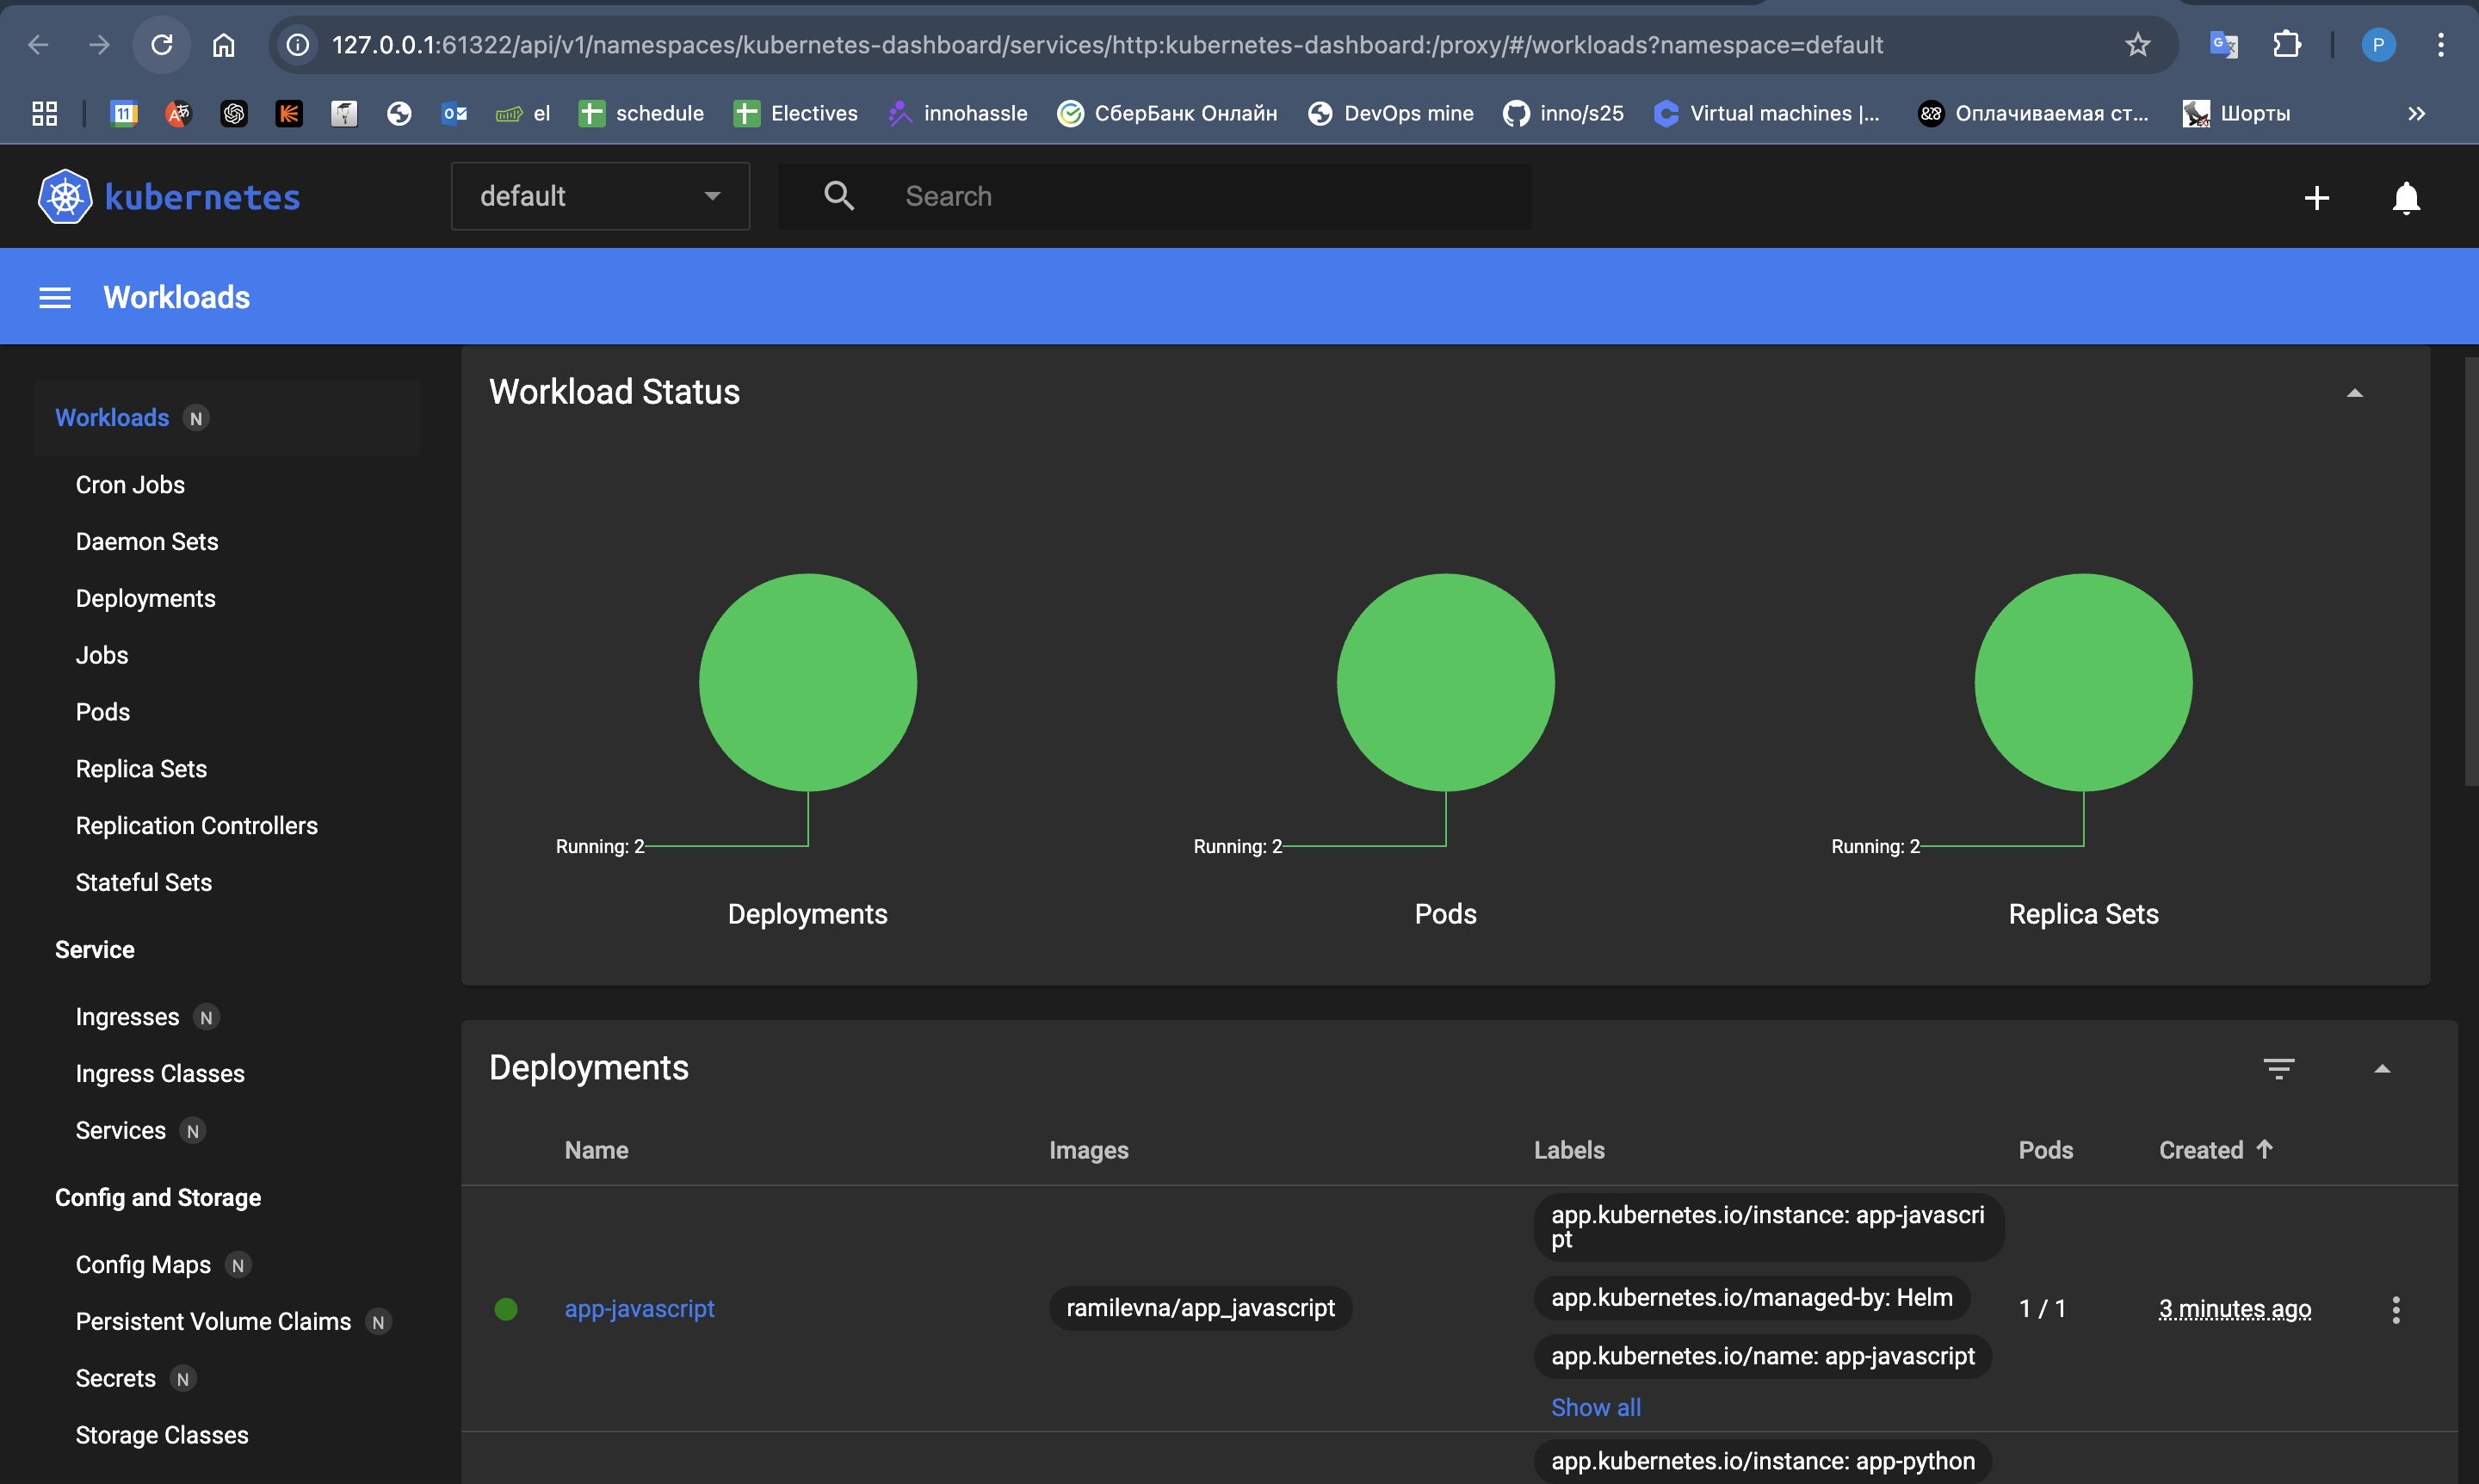 127.0.0.1:61322/api/v1/namespaces/kubernetes-dashboard/services/http:kubernetes-dashboard:/proxy/#/workloads?namespace=default
P
11
el
schedule
Electives
innohassle
СберБанк Онлайн
DevOps mine
inno/s25
Virtual machines |...
Оплачиваемая ст...
Шорты
kubernetes
default
Search
Workloads
Workloads N
Cron Jobs
Daemon Sets
Deployments
Jobs
Pods
Replica Sets
Replication Controllers
Stateful Sets
Service
Ingresses N
Ingress Classes
Services N
Config and Storage
Config Maps N
Persistent Volume Claims N
Secrets N
Storage Classes
Workload Status
Running: 2
Deployments
Running: 2
Pods
Running: 2
Replica Sets
Deployments
Name Images Labels Pods Created
app-javascript
ramilevna/app_javascript
app.kubernetes.io/instance: app-javascri
pt
app.kubernetes.io/managed-by: Helm
app.kubernetes.io/name: app-javascript
Show all
1 / 1
3 minutes ago
app.kubernetes.io/instance: app-python